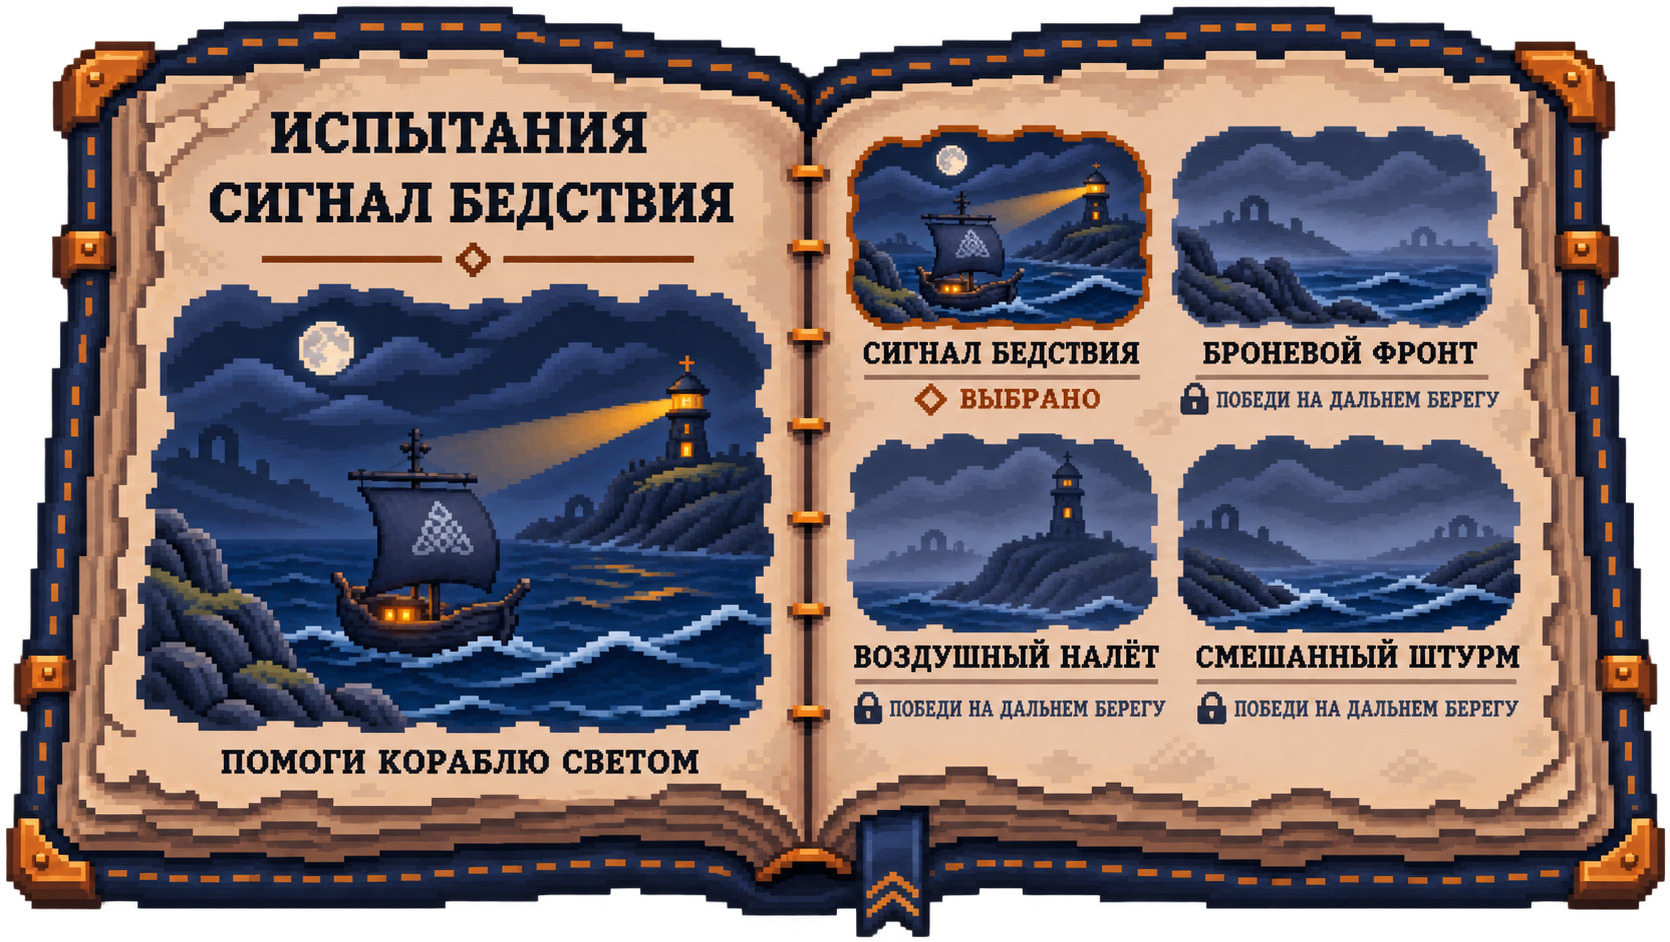 ИСПЫТАНИЯ
СИГНАЛ БЕДСТВИЯ
ПОМОГИ КОРАБЛЮ СВЕТОМ
СИГНАЛ БЕДСТВИЯ
ВЫБРАНО
БРОНЕВОЙ ФРОНТ
ПОБЕДИ НА ДАЛЬНЕМ БЕРЕГУ
ВОЗДУШНЫЙ НАЛЁТ
ПОБЕДИ НА ДАЛЬНЕМ БЕРЕГУ
СМЕШАННЫЙ ШТУРМ
ПОБЕДИ НА ДАЛЬНЕМ БЕРЕГУ